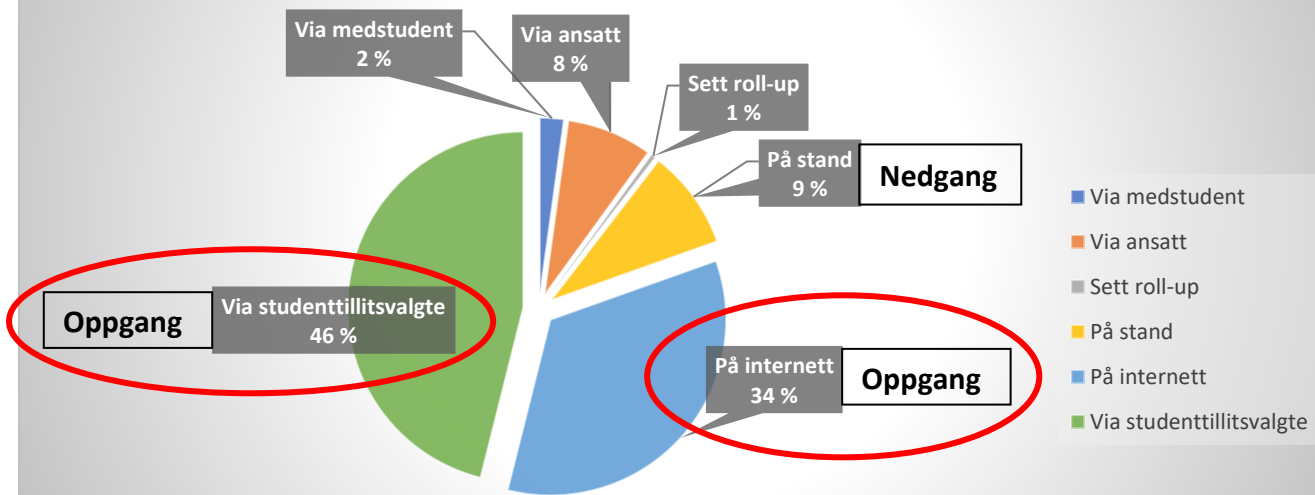 Via medstudent
2 %
Via ansatt
8 %
Sett roll-up
1 %
På stand
9 %
Nedgang
Oppgang
Via studenttillitsvalgte
46 %
På internett
34 %
Oppgang
Via medstudent
Via ansatt
Sett roll-up
På stand
På internett
Via studenttillitsvalgte